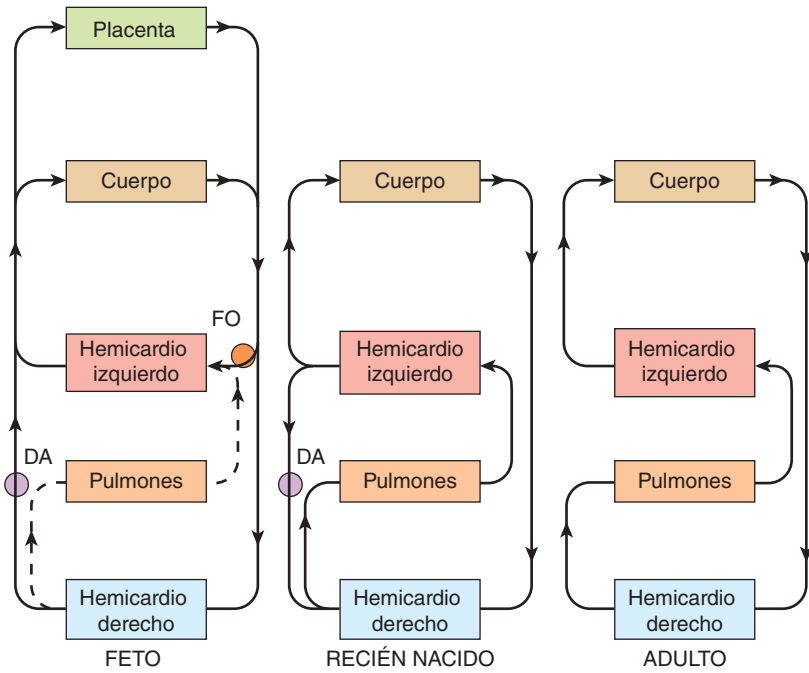 Placenta
Cuerpo
FO
Hemicardio
izquierdo
DA
Pulmones
Hemicardio
derecho
FETO
Cuerpo
Hemicardio
izquierdo
DA
Pulmones
Hemicardio
derecho
RECIÉN NACIDO
Cuerpo
Hemicardio
izquierdo
Pulmones
Hemicardio
derecho
ADULTO